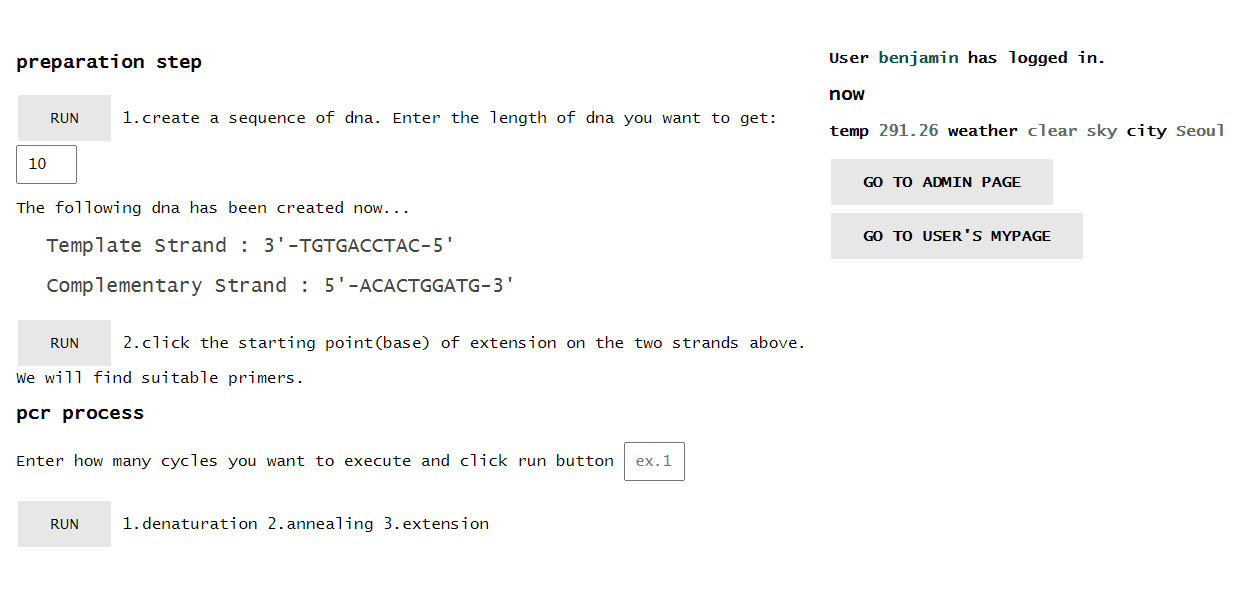 preparation step
RUN 1.create a sequence of dna. Enter the length of dna you want to get:
10
The following dna has been created now...
Template Strand : 3'-TGTGACCTAC-5'
Complementary Strand : 5'-ACACTGGATG-3'
RUN 2.click the starting point(base) of extension on the two strands above.
We will find suitable primers.
pcr process
Enter how many cycles you want to execute and click run button ex.1
RUN 1.denaturation 2.annealing 3.extension
User benjamin has logged in.
now
temp 291.26 weather clear sky city Seoul
GO TO ADMIN PAGE
GO TO USER'S MYPAGE